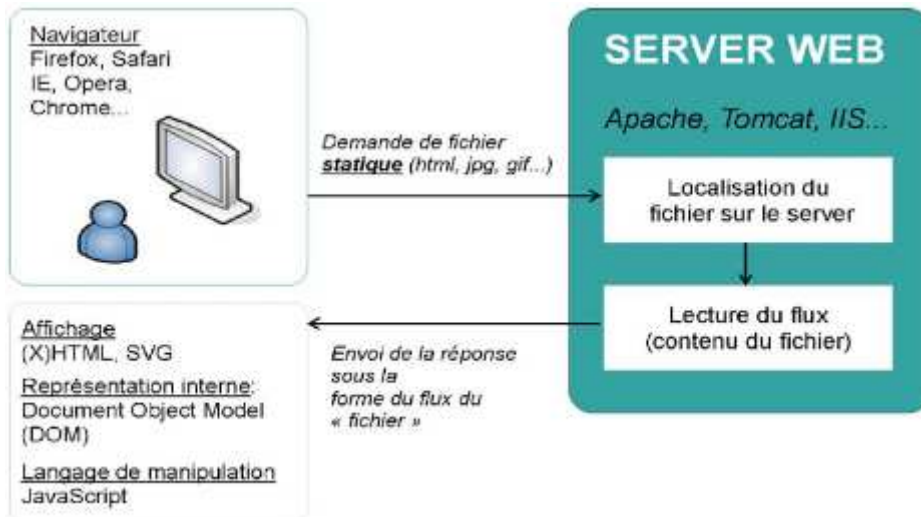 Navigateur
Firefox, Safari
IE, Opera,
Chrome...
Demande de fichier
statique (html, jpg, gif...)
SERVER WEB
Apache, Tomcat, IIS...
Localisation du
fichier sur le server
Lecture du flux
(contenu du fichier)
Envoi de la réponse
sous la
forme du flux du
« fichier »
Affichage
(X)HTML, SVG
Représentation interne:
Document Object Model
(DOM)
Langage de manipulation
JavaScript